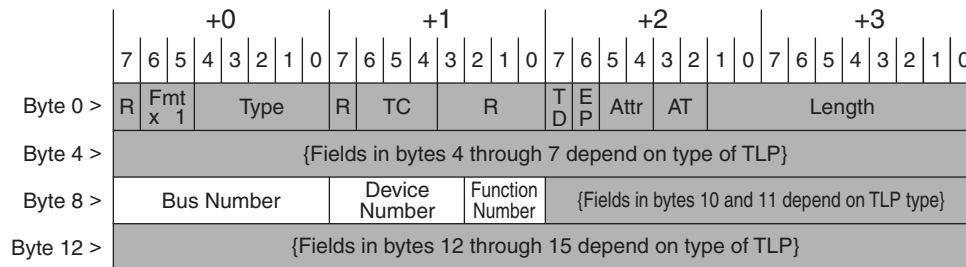 +0 +1 +2 +3
7 6 5 4 3 2 1 0 7 6 5 4 3 2 1 0 7 6 5 4 3 2 1 0 7 6 5 4 3 2 1 0
Byte 0 > R Fmt x 1 Type R TC R TD EP Attr AT Length
Byte 4 > {Fields in bytes 4 through 7 depend on type of TLP}
Byte 8 > Bus Number Device Number Function Number {Fields in bytes 10 and 11 depend on TLP type}
Byte 12 > {Fields in bytes 12 through 15 depend on type of TLP}